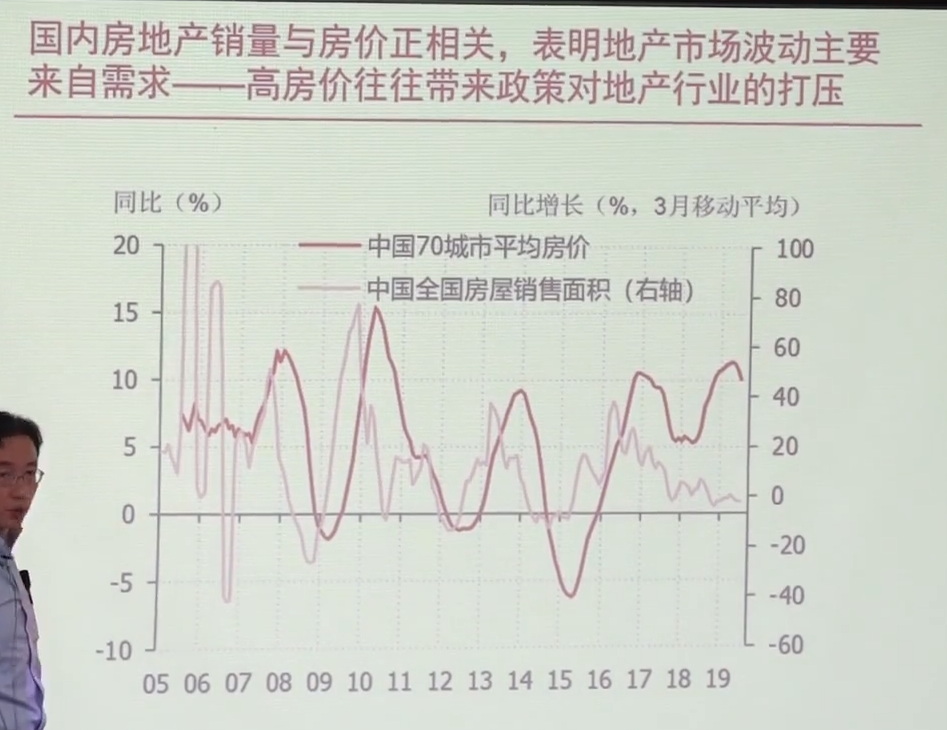 国内房地产销量与房价正相关，表明地产市场波动主要
来自需求——高房价往往带来政策对地产行业的打压
同比（%）
同比增长（%，3月移动平均）
中国70城市平均房价
中国全国房屋销售面积（右轴）
20
15
10
5
0
-5
-10
100
80
60
40
20
0
-20
-40
-60
05 06 07 08 09 10 11 12 13 14 15 16 17 18 19